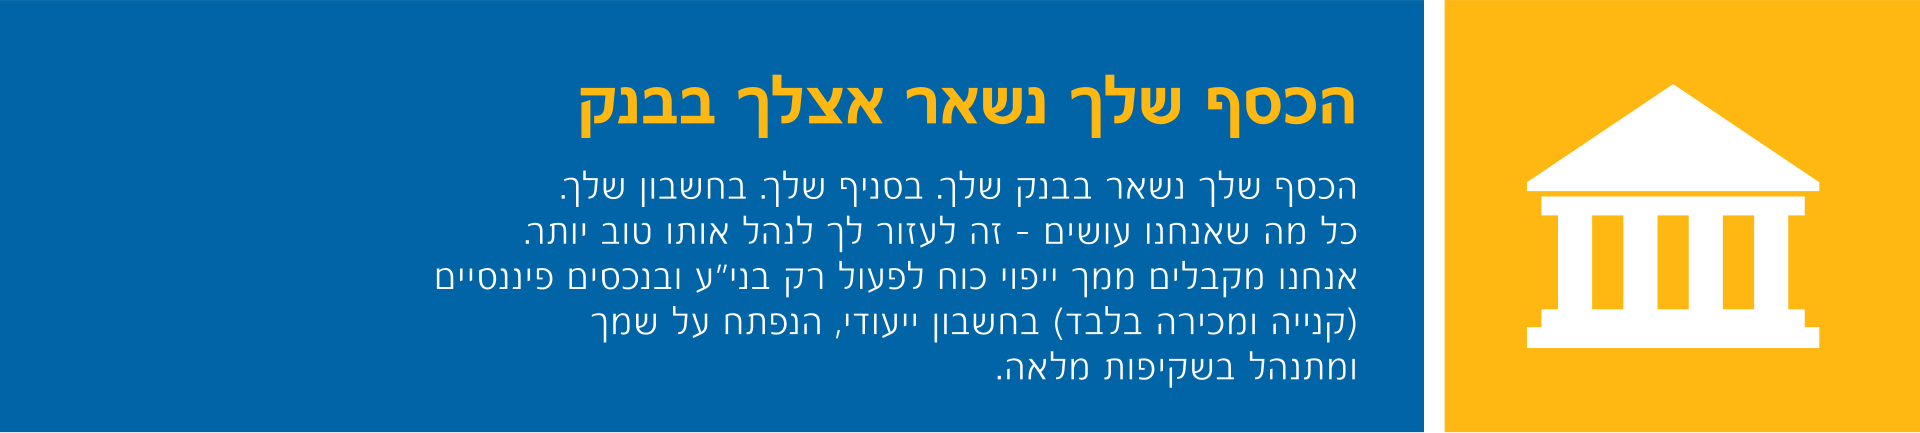 הכסף שלך נשאר אצלך בבנק
הכסף שלך נשאר בבנק שלך. בסניף שלך. בחשבון שלך.
כל מה שאנחנו עושים – זה לעזור לך לנהל אותו טוב יותר.
אנחנו מקבלים ממך ייפוי כוח לפעול רק בני״ע ובנכסים פיננסיים
(קנייה ומכירה בלבד) בחשבון ייעודי, הנפתח על שמך
ומתנהל בשקיפות מלאה.